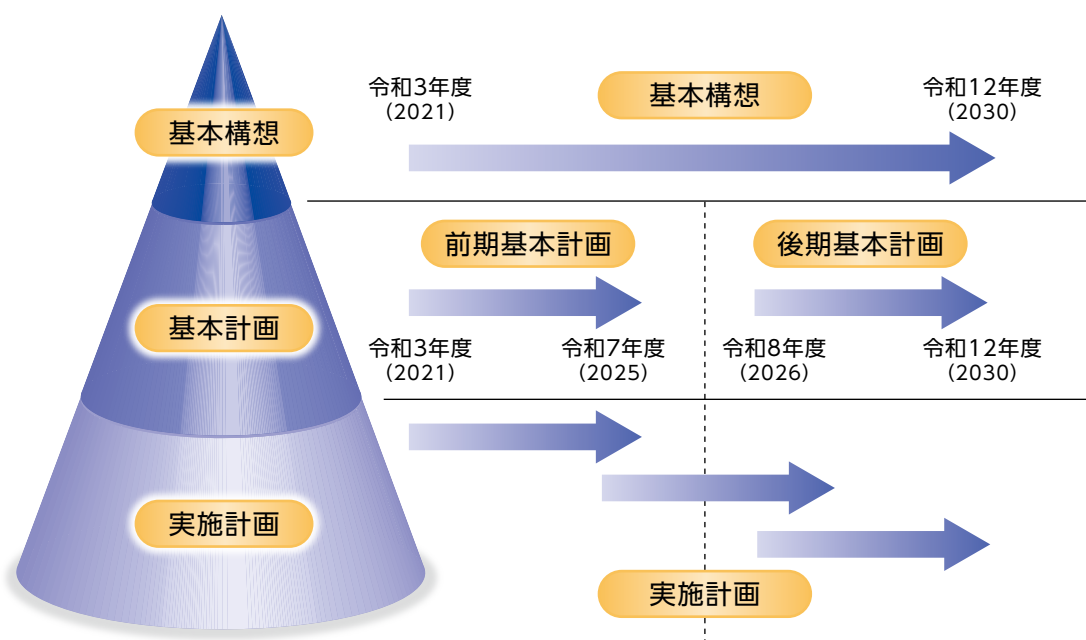 基本構想
基本計画
実施計画
令和3年度
(2021)
基本構想
令和12年度
(2030)
前期基本計画
後期基本計画
令和3年度
(2021)
令和7年度
(2025)
令和8年度
(2026)
令和12年度
(2030)
実施計画